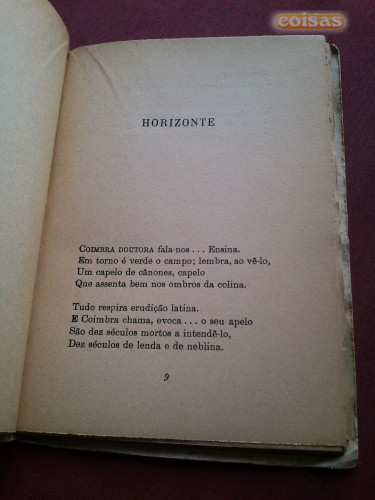 coisas
HORIZONTE
COIMBRA DOUTORA fala-nos... Ensina.
Em torno é verde o campo; lembra, ao vê-lo,
Um capelo de cânones, capelo
Que assenta bem nos ombros da colina.
Tudo respira erudição latina.
E Coimbra chama, evoca... o seu apelo
São dez séculos mortos a intendê-lo,
Dez séculos de lenda e de neblina.
9